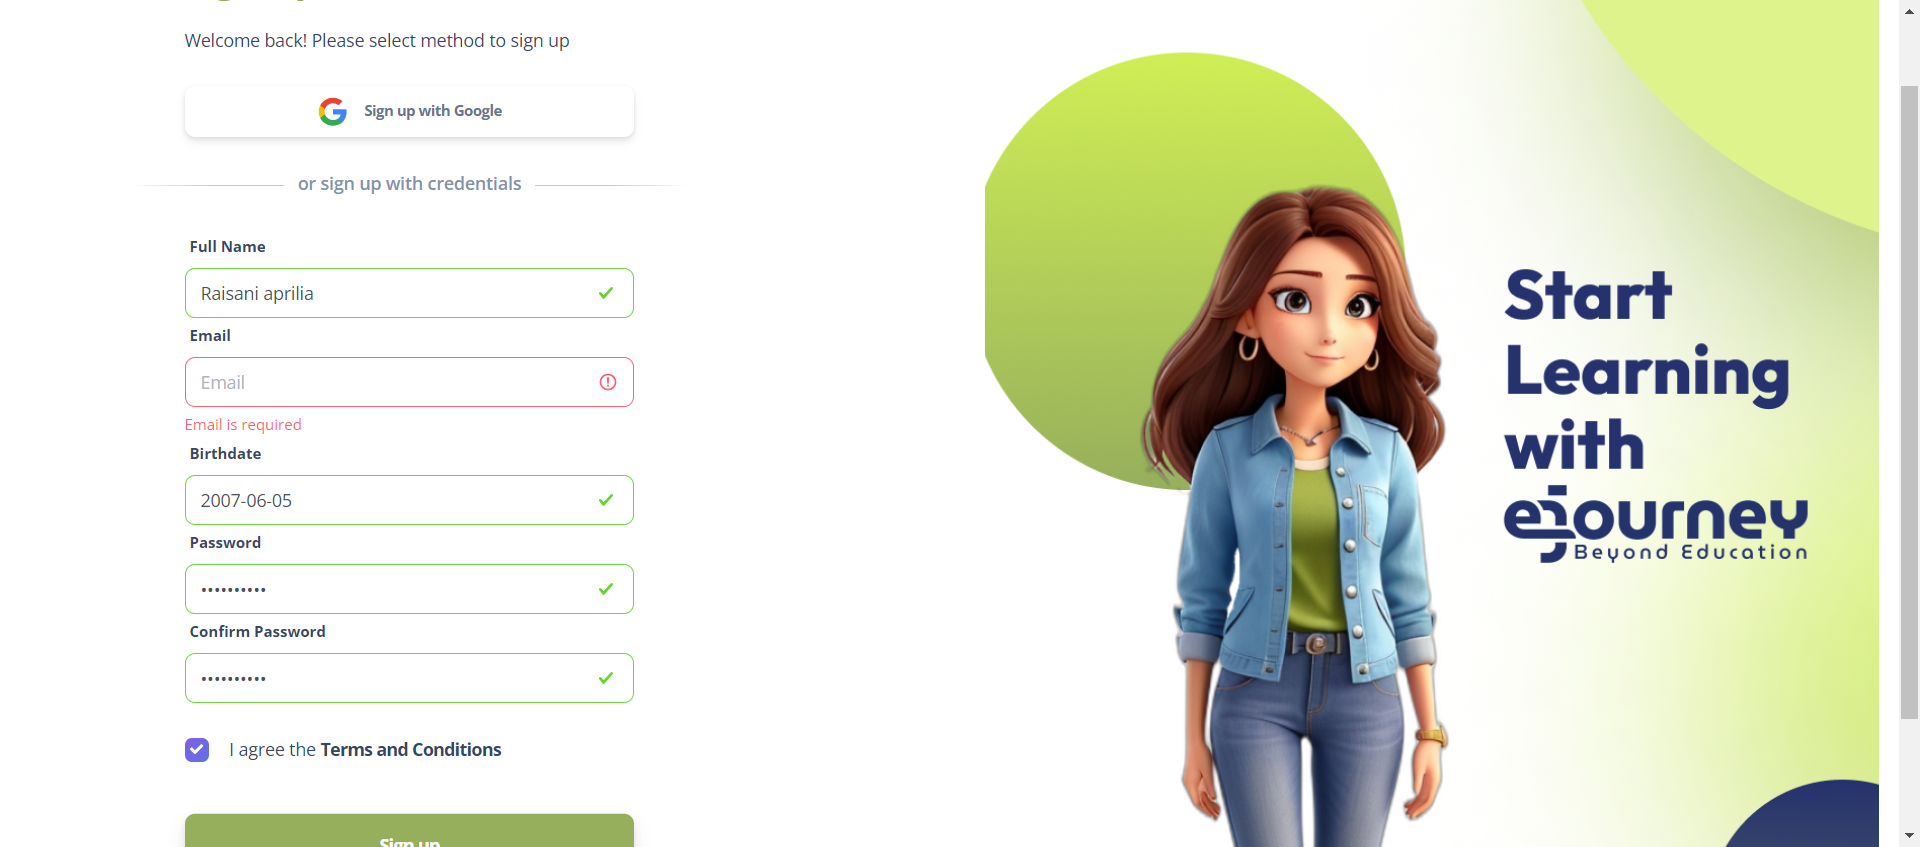 Welcome back! Please select method to sign up
Sign up with Google
or sign up with credentials
Full Name
Raisani aprilia
Email
Email
Email is required
Birthdate
2007-06-05
Password
••••••••••
Confirm Password
••••••••••
I agree the Terms and Conditions
Sign up
Start
Learning
with
ejourney
Beyond Education